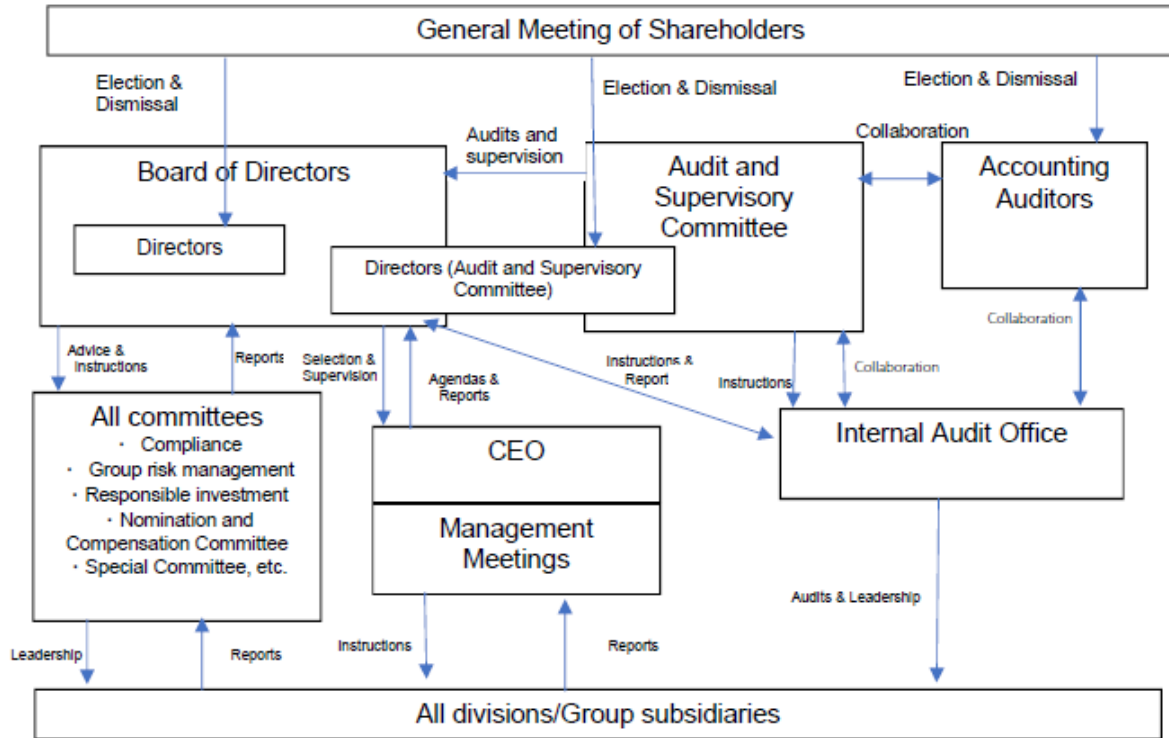 General Meeting of Shareholders
Election &
Dismissal
Election & Dismissal
Election & Dismissal
Audits and
supervision
Collaboration
Board of Directors
Directors
Audit and
Supervisory
Committee
Accounting
Auditors
Directors (Audit and Supervisory
Committee)
Advice &
Instructions
Reports
Selection &
Supervision
Agendas &
Reports
Instructions &
Report
Instructions
Collaboration
Collaboration
All committees
・ Compliance
・ Group risk management
・ Responsible investment
・ Nomination and
Compensation Committee
・ Special Committee, etc.
CEO
Management
Meetings
Internal Audit Office
Leadership
Reports
Instructions
Reports
Audits & Leadership
All divisions/Group subsidiaries